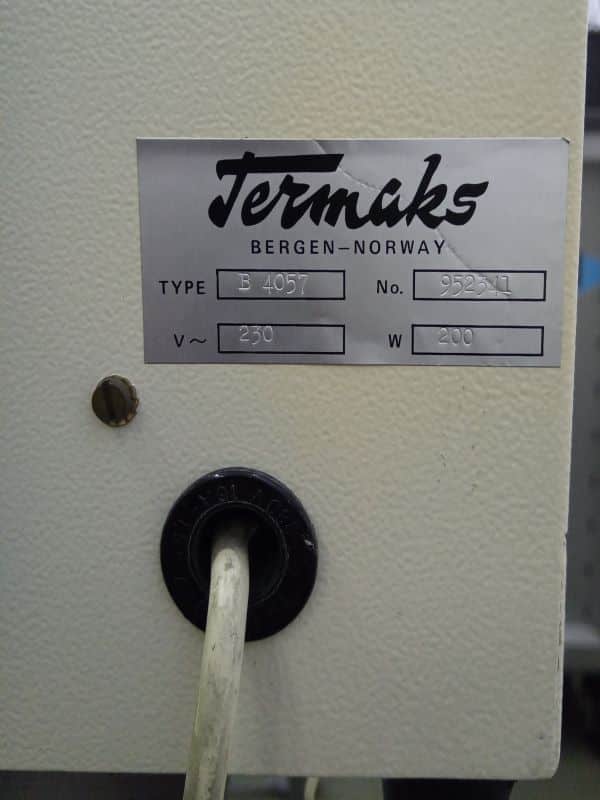 Termaks
BERGEN-NORWAY
TYPE B 4057 No. 952341
V~ 230 W 200